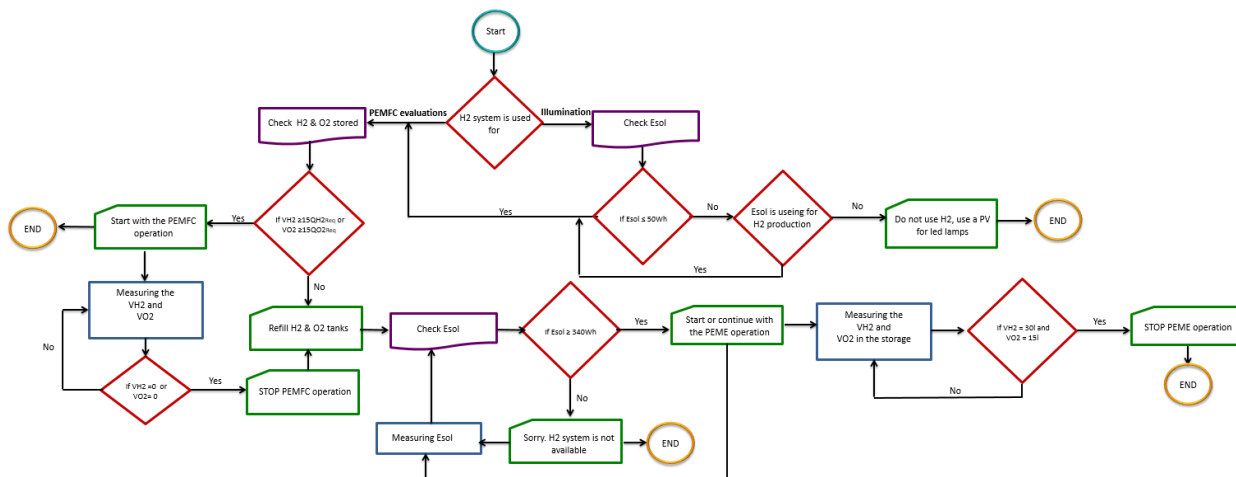 Start
PEMFC evaluations
H2 system is used
for
Illumination
Check H2 & O2 stored
Check Esol
END
Start with the PEMFC
operation
Yes
If VH2 ≥15QH2Req or
VO2 ≥15QO2Req
Yes
If Esol ≤ 50Wh
No
Esol is useing for
H2 production
No
Do not use H2, use a PV
for led lamps
END
Yes
No
Measuring the
VH2 and
VO2
Refill H2 & O2 tanks
Check Esol
If Esol ≥ 340Wh
Yes
Start or continue with
the PEME operation
Measuring the
VH2 and
VO2 in the storage
If VH2 = 30l and
VO2 = 15l
Yes
STOP PEME operation
No
If VH2 =0 or
VO2= 0
Yes
STOP PEMFC operation
No
No
END
Measuring Esol
Sorry. H2 system is not
available
END